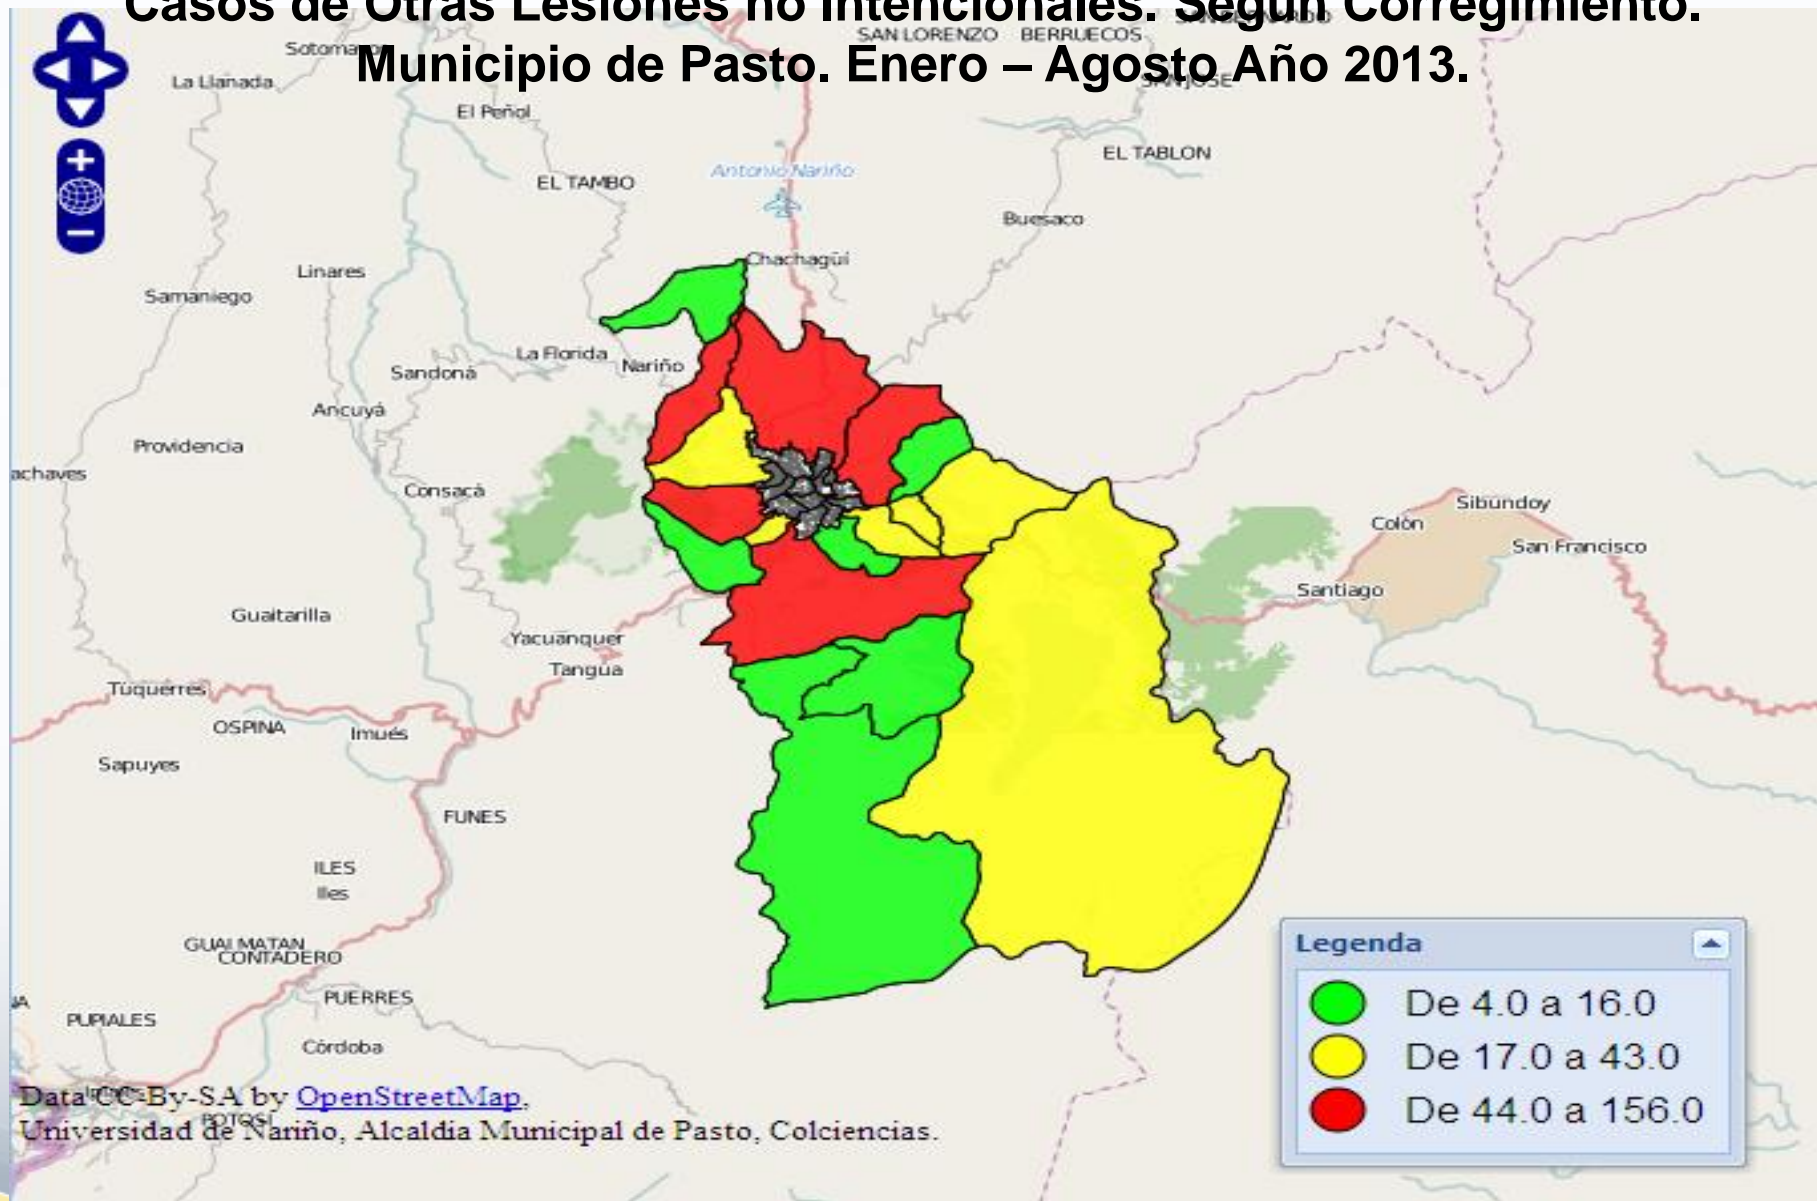 Casos de Otras Lesiones no Intencionales. Según Corregimiento.
Municipio de Pasto. Enero – Agosto Año 2013.
SAN BERNARDO
SAN LORENZO
BERRUECOS
Sotomayor
La Llanada
SAN JOSE
El Peñol
EL TABLON
Antonio Nariño
EL TAMBO
Buesaco
Chachagüí
Linares
Samaniego
La Florida
Nariño
Sandoná
Ancuyá
Providencia
achaves
Consacá
Sibundoy
Colón
San Francisco
Santiago
Guaitarilla
Yacuanquer
Tangua
Túquerres
OSPINA
Imués
Sapuyes
FUNES
ILES
Iles
GUALMATAN
CONTADERO
PUERRES
PUPIALES
Córdoba
POTOSI
+
−
Legenda
De 4.0 a 16.0
De 17.0 a 43.0
De 44.0 a 156.0
Data CC-By-SA by OpenStreetMap,
Universidad de Nariño, Alcaldia Municipal de Pasto, Colciencias.